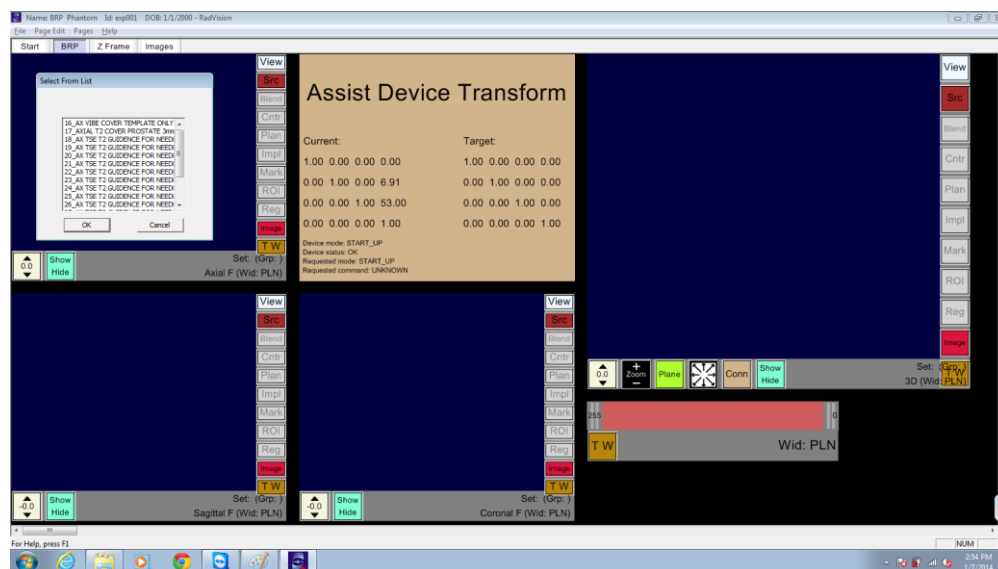 Name: BRP Phantom Id: exp001 DOB: 1/1/2000 - RadVision
File Page Edit Pages Help
Start BRP Z Frame Images
Select From List
16_AX VIBE COVER TEMPLATE ONLY
17_AXIAL T2 COVER PROSTATE 3mm
18_AX TSE T2 GUIDENCE FOR NEEDI
19_AX TSE T2 GUIDENCE FOR NEEDI
20_AX TSE T2 GUIDENCE FOR NEEDI
21_AX TSE T2 GUIDENCE FOR NEEDI
22_AX TSE T2 GUIDENCE FOR NEEDI
23_AX TSE T2 GUIDENCE FOR NEEDI
24_AX TSE T2 GUIDENCE FOR NEEDI
25_AX TSE T2 GUIDENCE FOR NEEDI
26_AX TSE T2 GUIDENCE FOR NEEDI
OK Cancel
View
Src
Blend
Cntr
Plan
Impl
Mark
ROI
Reg
Image
T W
0.0
Show
Hide
Set: (Grp: )
Axial F (Wid: PLN)
Assist Device Transform
Current: Target:
1.00 0.00 0.00 0.00 1.00 0.00 0.00 0.00
0.00 1.00 0.00 6.91 0.00 1.00 0.00 0.00
0.00 0.00 1.00 53.00 0.00 0.00 1.00 0.00
0.00 0.00 0.00 1.00 0.00 0.00 0.00 1.00
Device mode: START_UP
Device status: OK
Requested mode: START_UP
Requested command: UNKNOWN
View
Src
Blend
Cntr
Plan
Impl
Mark
ROI
Reg
Image
T W
0.0
Zoom
Plane
Conn
Show
Hide
Set: (Grp: )
3D (Wid: PLN)
View
Src
Blend
Cntr
Plan
Impl
Mark
ROI
Reg
Image
T W
-0.0
Show
Hide
Set: (Grp: )
Sagittal F (Wid: PLN)
View
Src
Blend
Cntr
Plan
Impl
Mark
ROI
Reg
Image
T W
-0.0
Show
Hide
Set: (Grp: )
Coronal F (Wid: PLN)
255 0
T W
Wid: PLN
For Help, press F1
NUM
2:54 PM
1/7/2014